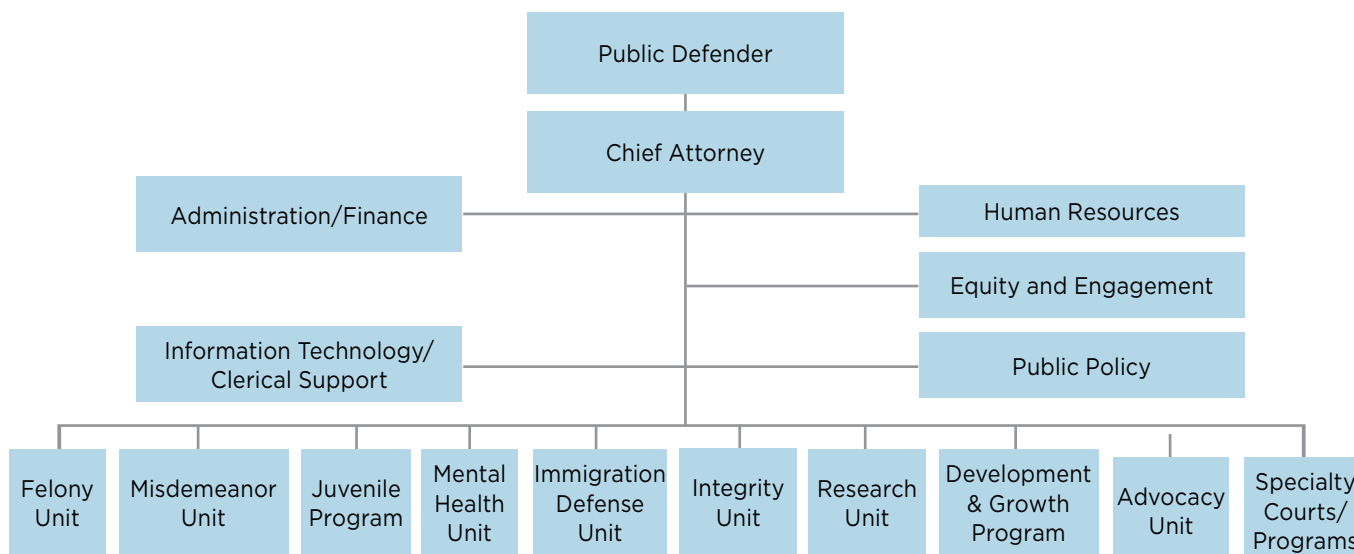 Public Defender
Chief Attorney
Administration/Finance
Human Resources
Equity and Engagement
Information Technology/
Clerical Support
Public Policy
Felony
Unit
Misdemeanor
Unit
Juvenile
Program
Mental
Health
Unit
Immigration
Defense
Unit
Integrity
Unit
Research
Unit
Development
& Growth
Program
Advocacy
Unit
Specialty
Courts/
Programs